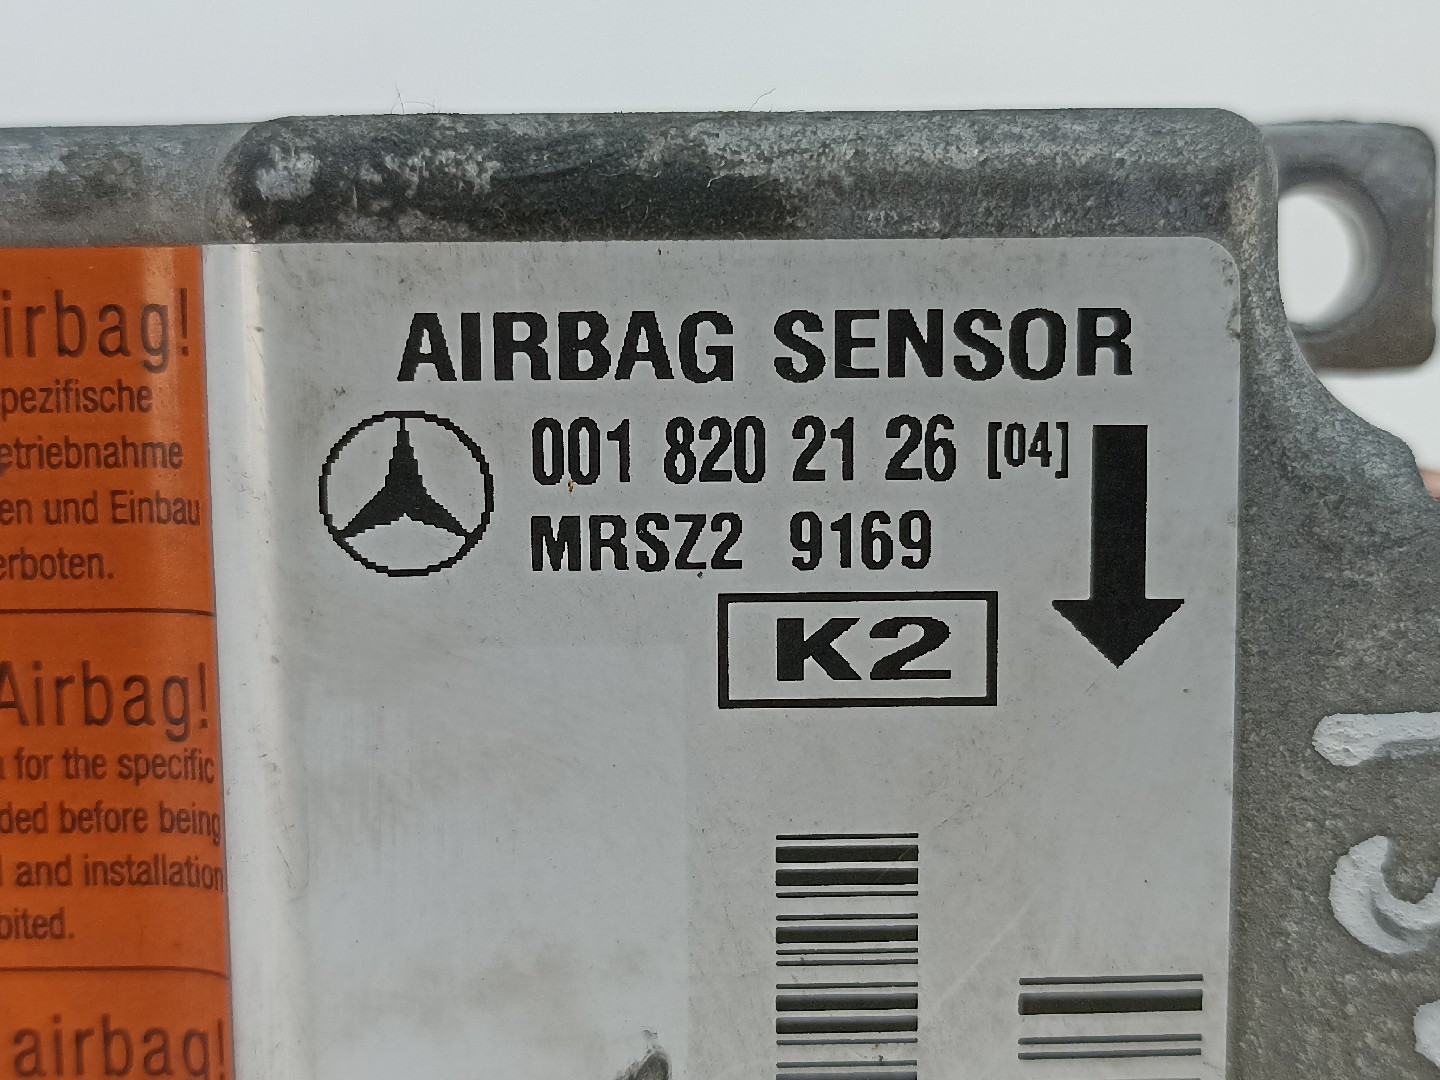 irbag!
pezifische
etriebnahme
en und Einbau
erboten.
Airbag!
for the specific
ded before being
and installation
bited.
airbag!
AIRBAG SENSOR
001 820 21 26 [04]
MRSZ2 9169
K2